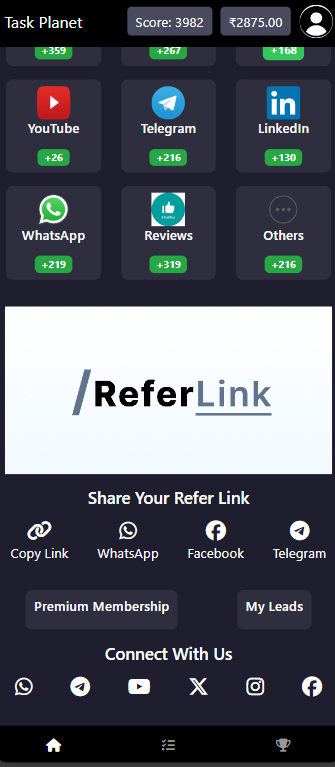 Task Planet Score: 3982 ₹2875.00
+359 +267 +168
YouTube Telegram LinkedIn
+26 +216 +130
WhatsApp Reviews Others
+219 +319 +216
/ReferLink
Share Your Refer Link
Copy Link WhatsApp Facebook Telegram
Premium Membership My Leads
Connect With Us